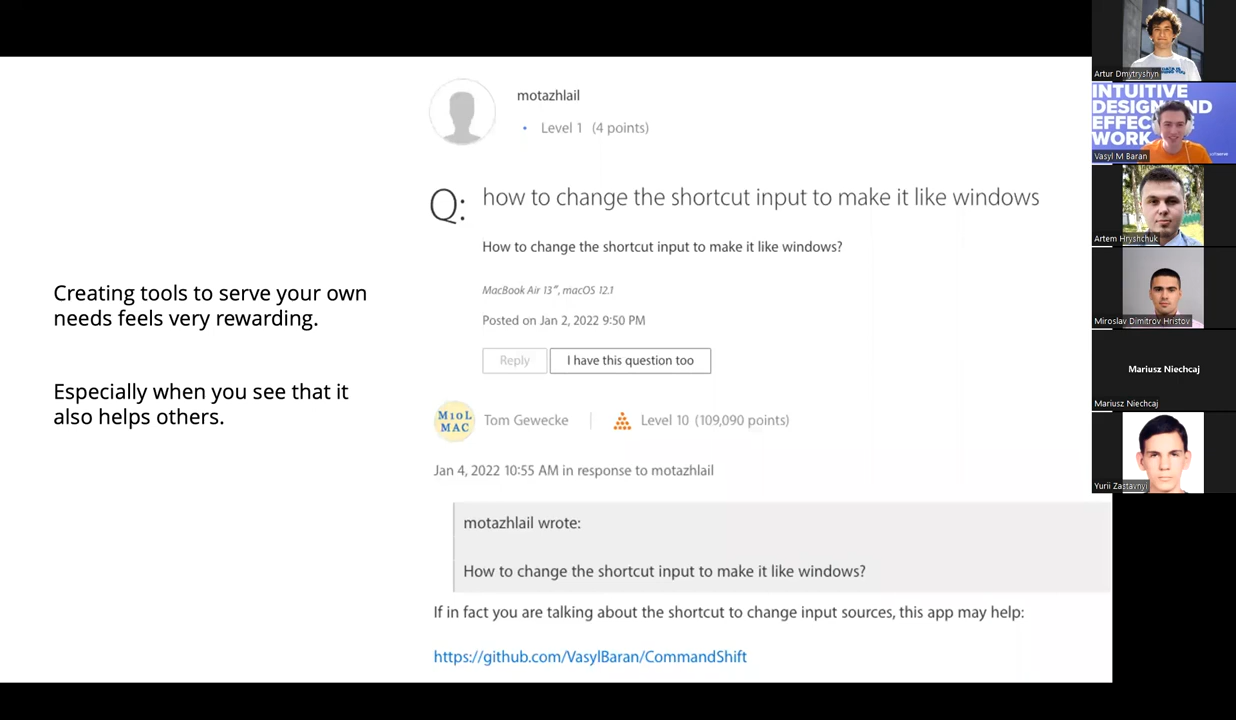 motazhlail
• Level 1 (4 points)
Q: how to change the shortcut input to make it like windows
How to change the shortcut input to make it like windows?
MacBook Air 13″, macOS 12.1
Posted on Jan 2, 2022 9:50 PM
Reply I have this question too
Creating tools to serve your own
needs feels very rewarding.
Especially when you see that it
also helps others.
M10L
MAC
Tom Gewecke Level 10 (109,090 points)
Jan 4, 2022 10:55 AM in response to motazhlail
motazhlail wrote:
How to change the shortcut input to make it like windows?
If in fact you are talking about the shortcut to change input sources, this app may help:
https://github.com/VasylBaran/CommandShift
Artur Dmytryshyn
INTUITIVE
DESIGN AND
EFFEC
WORK
Vasyl M Baran
Artem Hryshchuk
Miroslav Dimitrov Hristov
Mariusz Niechcaj
Mariusz Niechcaj
Yurii Zastavnyi